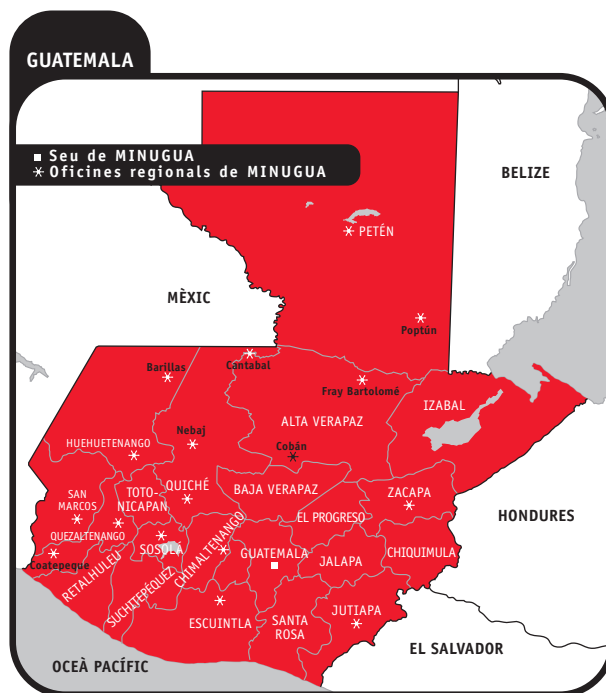 GUATEMALA
Seu de MINUGUA
Oficines regionals de MINUGUA
BELIZE
PETÉN
MÈXIC
Poptún
Cantabal
Barillas
Fray Bartolomé
IZABAL
ALTA VERAPAZ
Nebaj
HUEHUETENANGO
Cobán
SAN
MARCOS
TOTO-
NICAPAN
QUICHÉ
BAJA VERAPAZ
ZACAPA
EL PROGRESO
HONDURES
QUEZALTENANGO
SOSOLÁ
CHIMALTENANGO
GUATEMALA
JALAPA
CHIQUIMULA
Coatepeque
RETALHULEU
SUCHITEPÉQUEZ
ESCUINTLA
SANTA
ROSA
JUTIAPA
EL SALVADOR
OCEÀ PACÍFIC